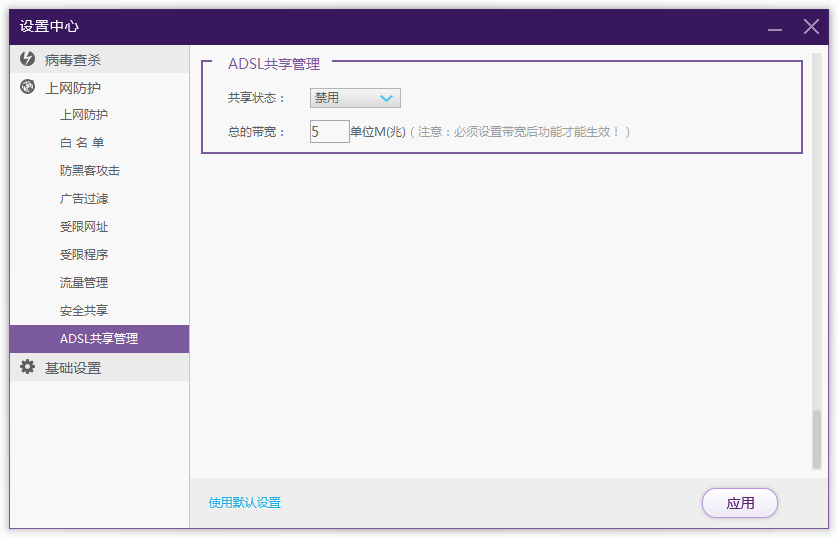 设置中心
病毒查杀
上网防护
上网防护
白 名 单
防黑客攻击
广告过滤
受限网址
受限程序
流量管理
安全共享
ADSL共享管理
基础设置
ADSL共享管理
共享状态： 禁用
总的带宽： 5 单位M(兆)（注意：必须设置带宽后功能才能生效！）
使用默认设置
应用